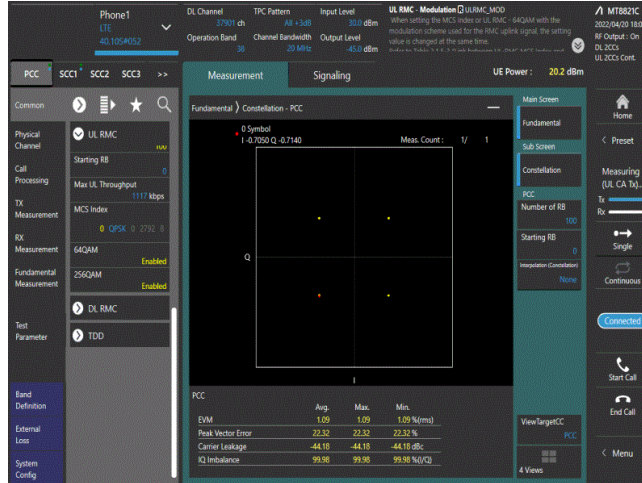 Phone1
LTE
40.105#052
DL Channel
37901 ch
TPC Pattern
All +3dB
Input Level
30.0 dBm
Operation Band
38
Channel Bandwidth
20 MHz
Output Level
-45.0 dBm
UL RMC - Modulation ULRMC_MOD
When setting the MCS Index or UL RMC - 64QAM with the
modulation scheme used for the RMC uplink signal, the setting
value is changed at the same time.
MT8821C
2022/04/20 18:0
RF Output : On
DL 2CCs
UL 2CCs Cont.
PCC
SCC1
SCC2
SCC3
>>
Measurement
Signaling
UE Power :
20.2 dBm
Common
Physical
Channel
Call
Processing
TX
Measurement
RX
Measurement
Fundamental
Measurement
Test
Parameter
Band
Definition
External
Loss
System
Config
UL RMC
100
Starting RB
0
Max UL Throughput
1117 kbps
MCS Index
0 QPSK 0 2792 6
64QAM
Enabled
256QAM
Enabled
DL RMC
TDD
Fundamental > Constellation - PCC
0 Symbol
I -0.7050 Q -0.7140
Meas. Count : 1/ 1
Q
I
PCC
Avg. Max. Min.
EVM 1.09 1.09 1.09 %(rms)
Peak Vector Error 22.32 22.32 22.32 %
Carrier Leakage -44.18 -44.18 -44.18 dBc
IQ Imbalance 99.98 99.98 99.98 %(I/Q)
Main Screen
Fundamental
Sub Screen
Constellation
PCC
Number of RB
100
Starting RB
0
Interpolation (Constellation)
None
ViewTargetCC
PCC
4 Views
Home
< Preset
Measuring
(UL CA Tx)..
Tx
Rx
Single
Continuous
Connected
Start Call
End Call
< Menu